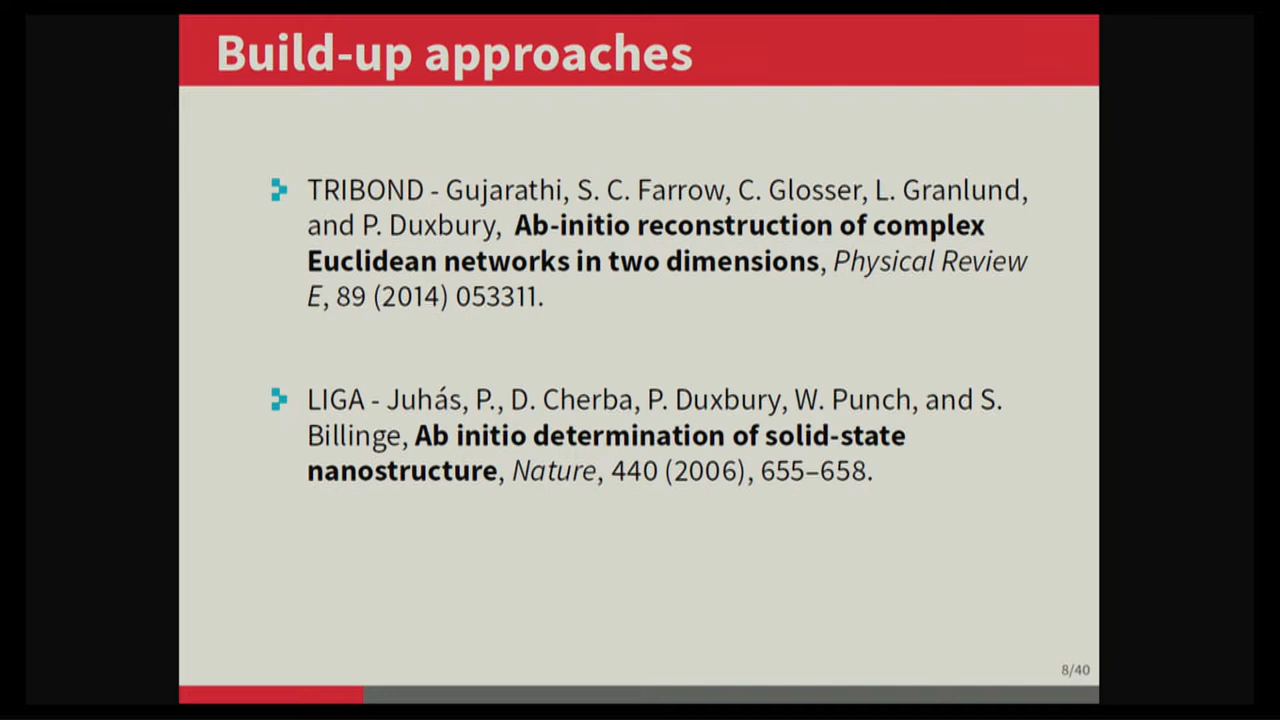 Build-up approaches
TRIBOND - Gujarathi, S. C. Farrow, C. Glosser, L. Granlund,
and P. Duxbury, Ab-initio reconstruction of complex
Euclidean networks in two dimensions, Physical Review
E, 89 (2014) 053311.
LIGA - Juhás, P., D. Cherba, P. Duxbury, W. Punch, and S.
Billinge, Ab initio determination of solid-state
nanostructure, Nature, 440 (2006), 655–658.
8/40